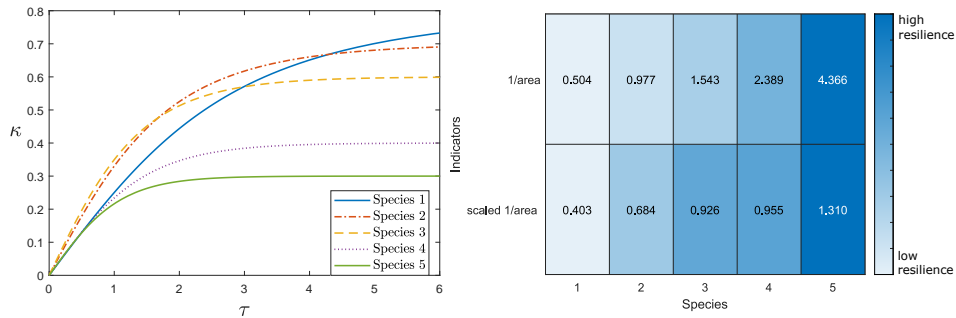 0.8
0.7
0.6
0.5
0.4
0.3
0.2
0.1
0
κ
0 1 2 3 4 5 6
τ
Species 1
Species 2
Species 3
Species 4
Species 5
Indicators
1/area
0.504 0.977 1.543 2.389 4.366
scaled 1/area
0.403 0.684 0.926 0.955 1.310
1 2 3 4 5
Species
high
resilience
low
resilience